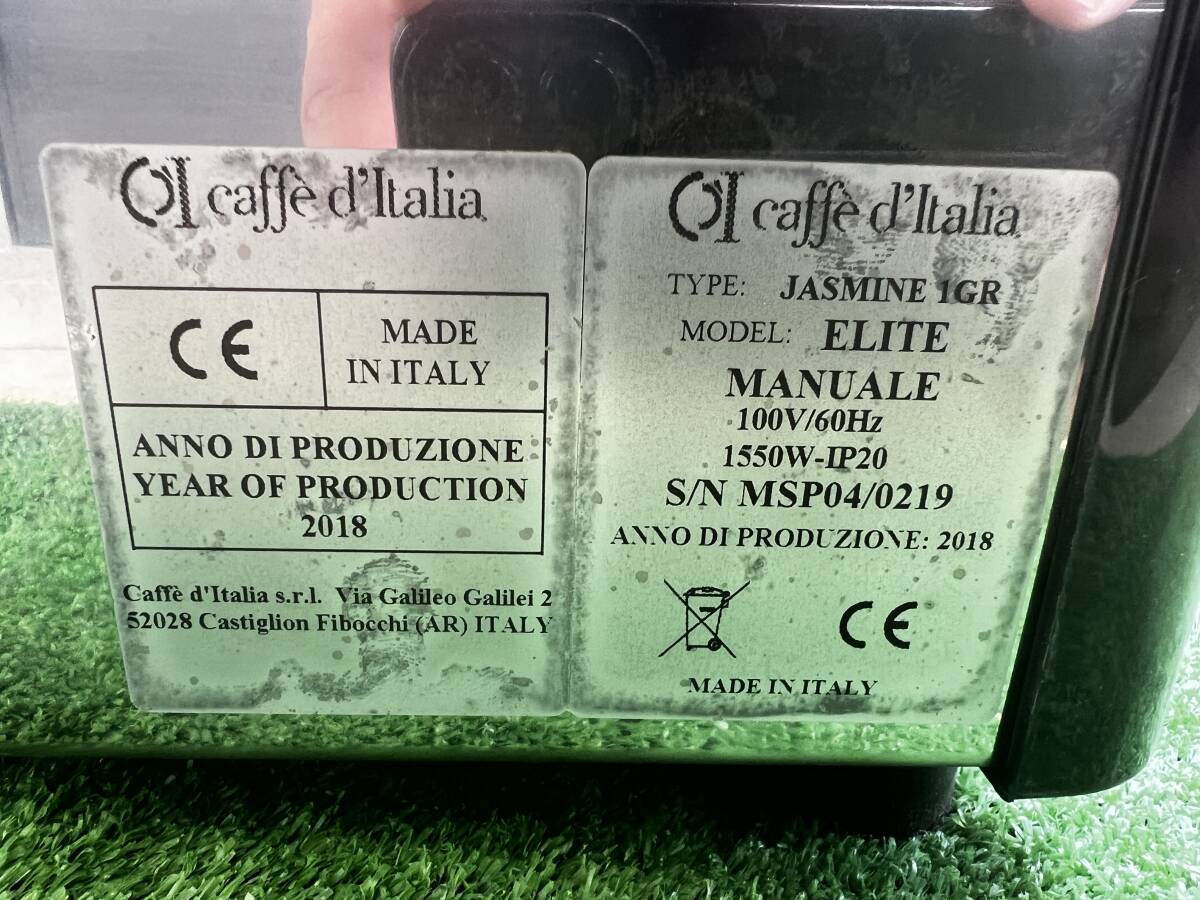 CI caffè d'Italia
CE
MADE
IN ITALY
ANNO DI PRODUZIONE
YEAR OF PRODUCTION
2018
Caffè d'Italia s.r.l. Via Galileo Galilei 2
52028 Castiglion Fibocchi (AR) ITALY
CI caffè d'Italia
TYPE: JASMINE 1GR
MODEL: ELITE
MANUALE
100V/60Hz
1550W-IP20
S/N MSP04/0219
ANNO DI PRODUZIONE: 2018
CE
MADE IN ITALY